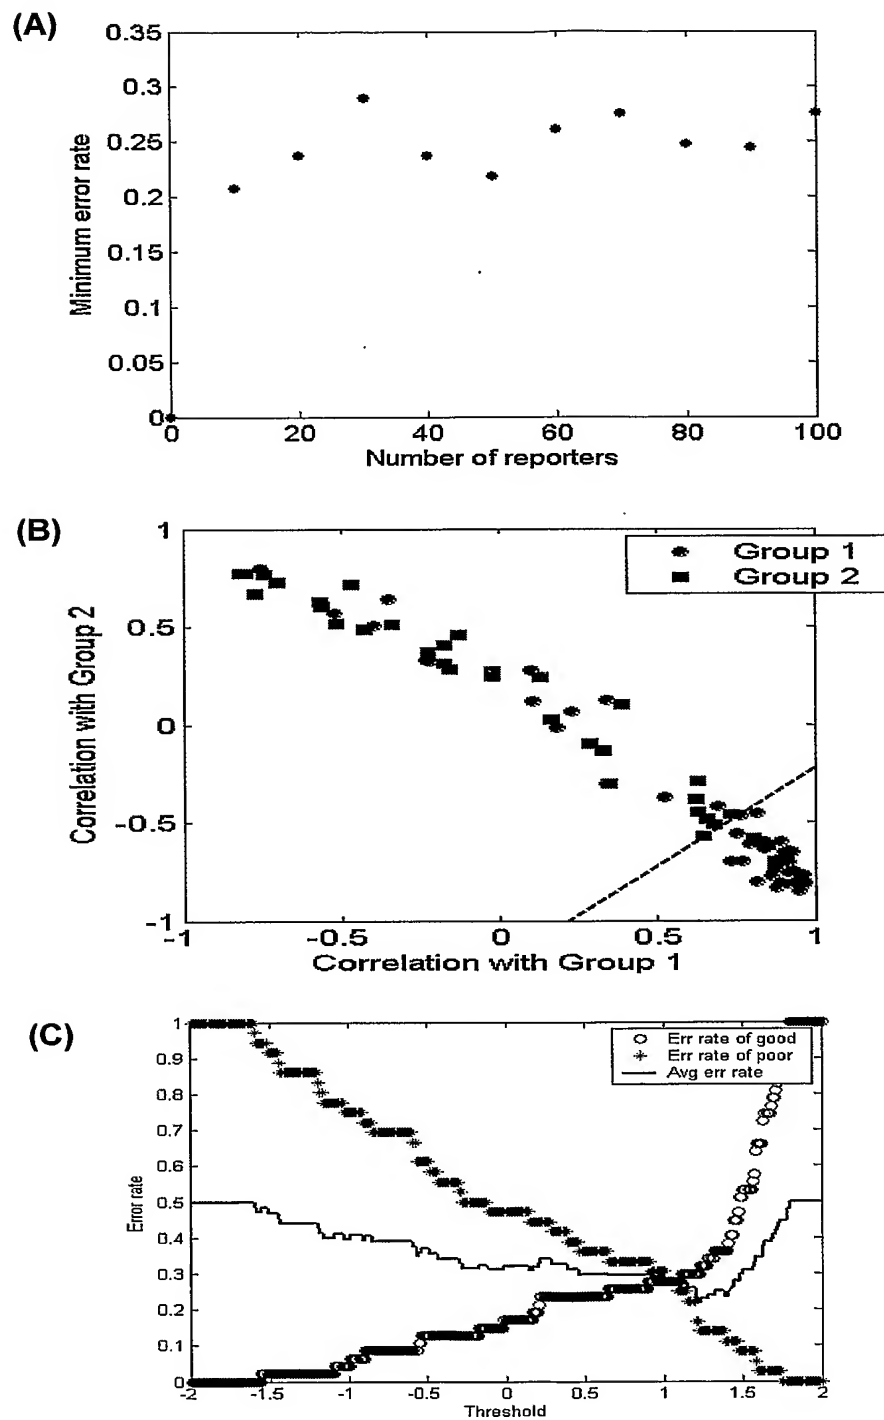 (A)
0.35
0.3
0.25
0.2
0.15
0.1
0.05
0
Minimum error rate
0 20 40 60 80 100
Number of reporters
(B)
1
0.5
0
-0.5
-1
Correlation with Group 2
Group 1
Group 2
-1 -0.5 0 0.5 1
Correlation with Group 1
(C)
1
0.9
0.8
0.7
0.6
0.5
0.4
0.3
0.2
0.1
0
Error rate
Err rate of good
Err rate of poor
Avg err rate
-2 -1.5 -1 -0.5 0 0.5 1 1.5 2
Threshold